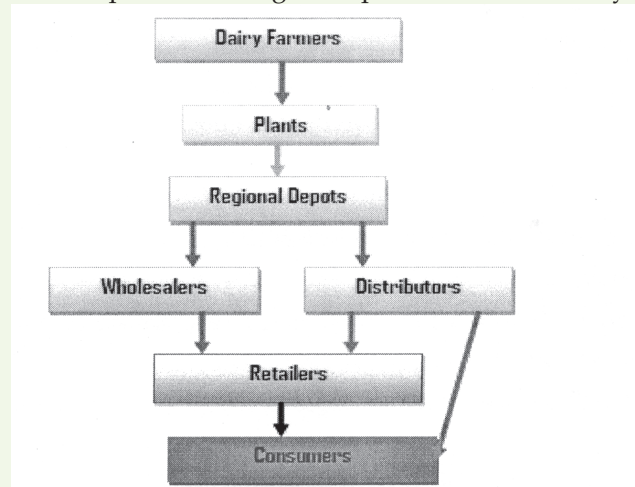 Dairy Farmers
Plants
Regional Depots
Wholesalers
Distributors
Retailers
Consumers